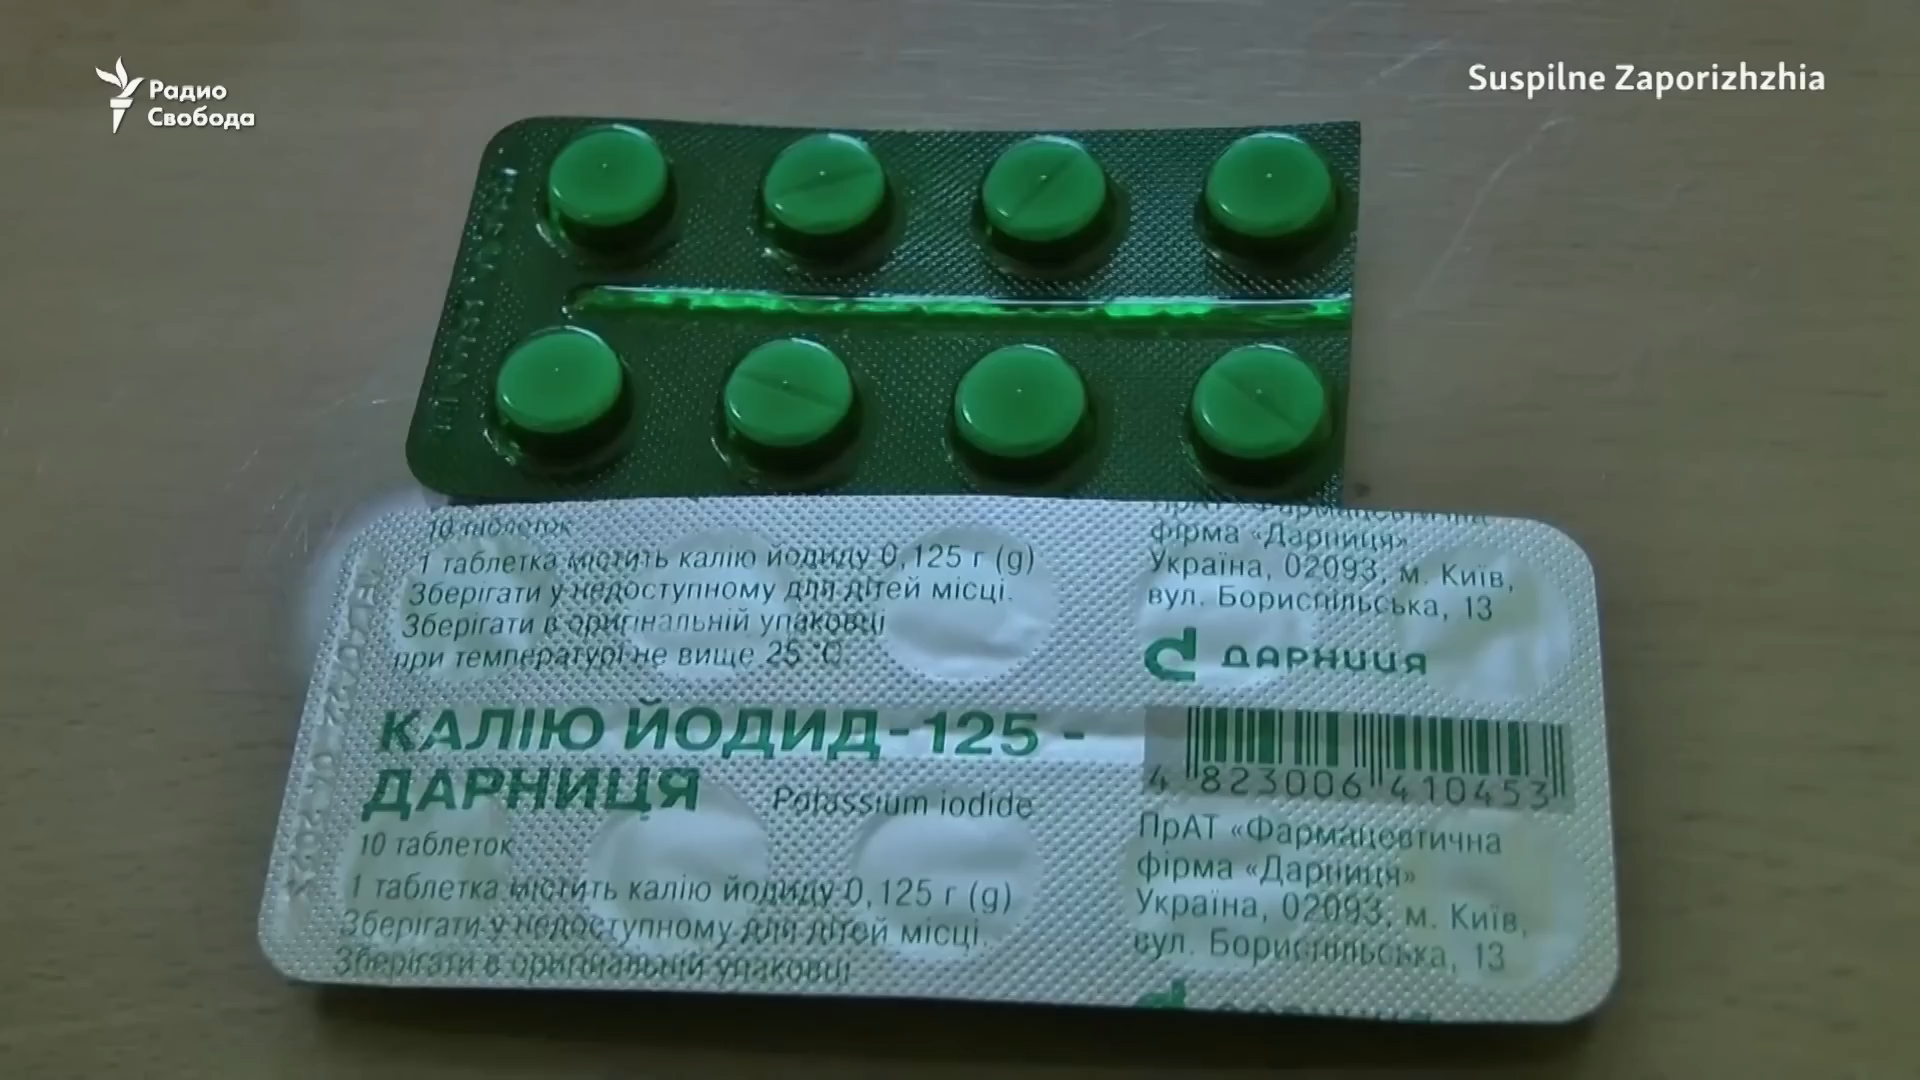 Радио
Свобода
Suspilne Zaporizhzhia
10 таблеток
1 таблетка містить калію йодиду 0,125 г (g)
Зберігати у недоступному для дітей місці.
Зберігати в оригінальній упаковці
при температурі не вище 25 °C
фірма «Дарниця»
Україна, 02093, м. Київ,
вул. Бориспільська, 13
ДАРНИЦЯ
КАЛІЮ ЙОДИД-125 -
ДАРНИЦЯ
Potassium iodide
10 таблеток
1 таблетка містить калію йодиду 0,125 г (g)
Зберігати у недоступному для дітей місці.
Зберігати в оригінальній упаковці
4 823006 410453
ПрАТ «Фармацевтична
фірма «Дарниця»
Україна, 02093, м. Київ,
вул. Бориспільська, 13